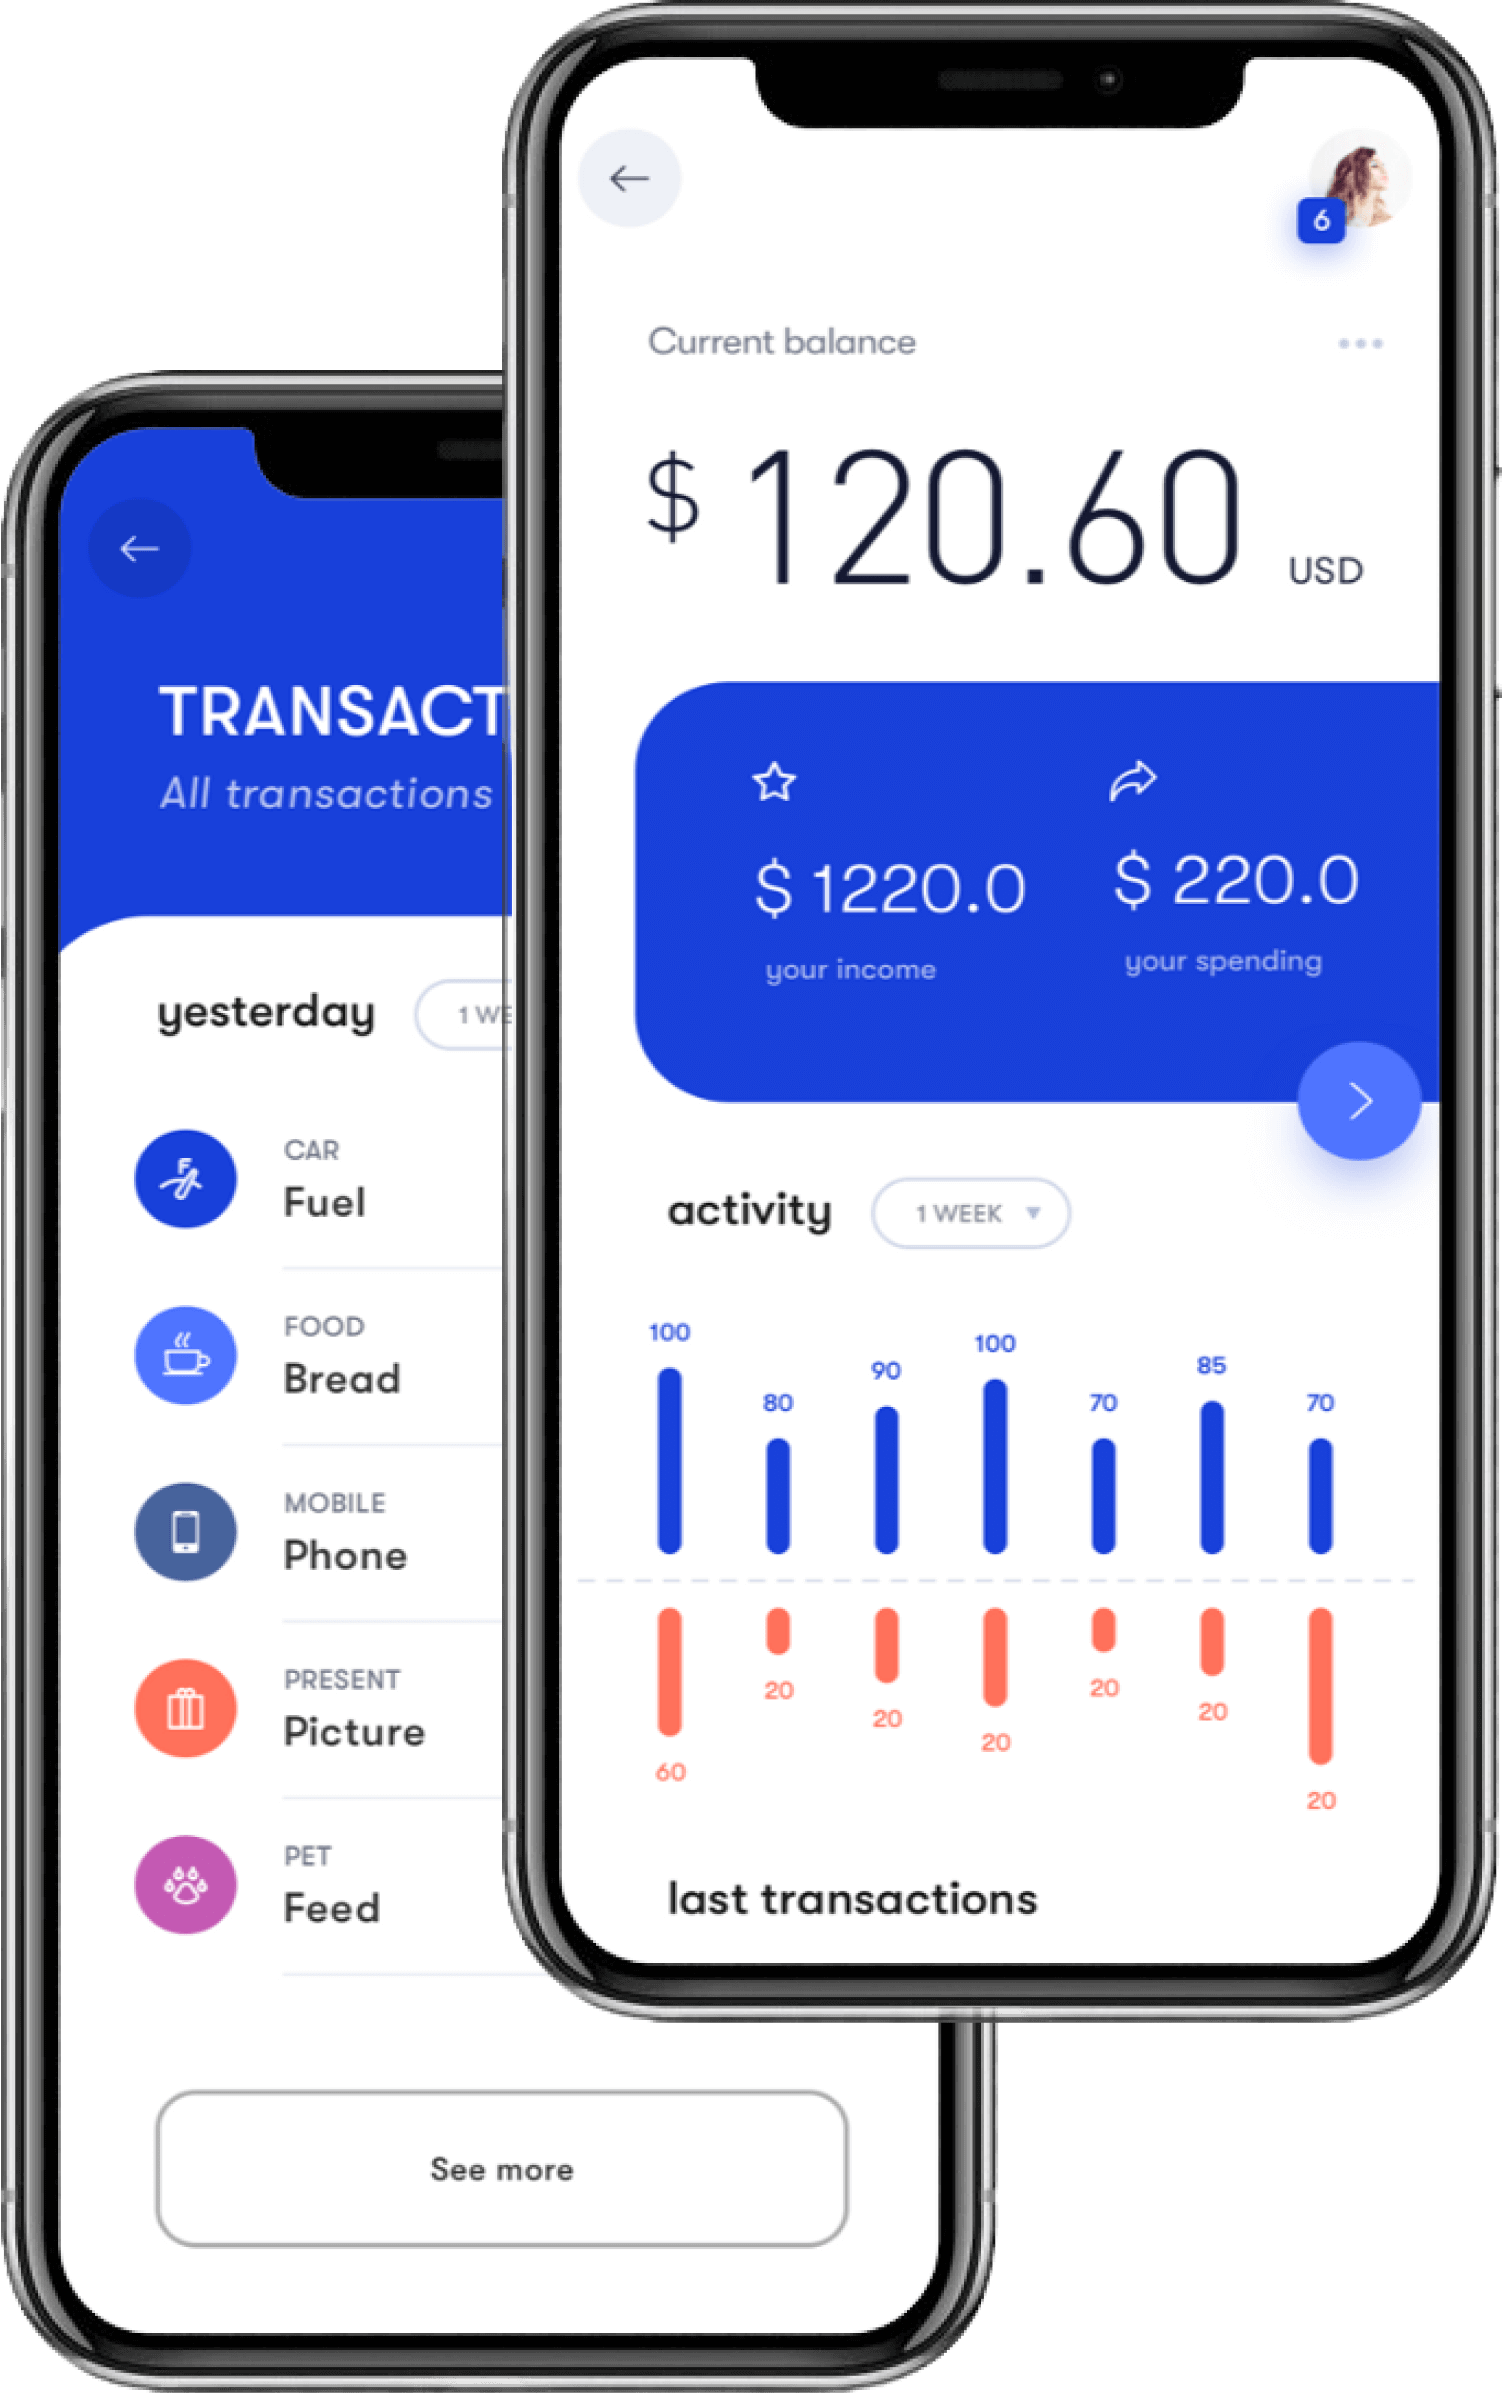 6
Current balance
$ 120.60 USD
$ 1220.0 $ 220.0
your income your spending
activity 1 WEEK
100 80 90 100 70 85 70
60 20 20 20 20 20 20
last transactions
TRANSACT
All transactions
yesterday 1 WE
F
CAR
Fuel
FOOD
Bread
MOBILE
Phone
PRESENT
Picture
PET
Feed
See more